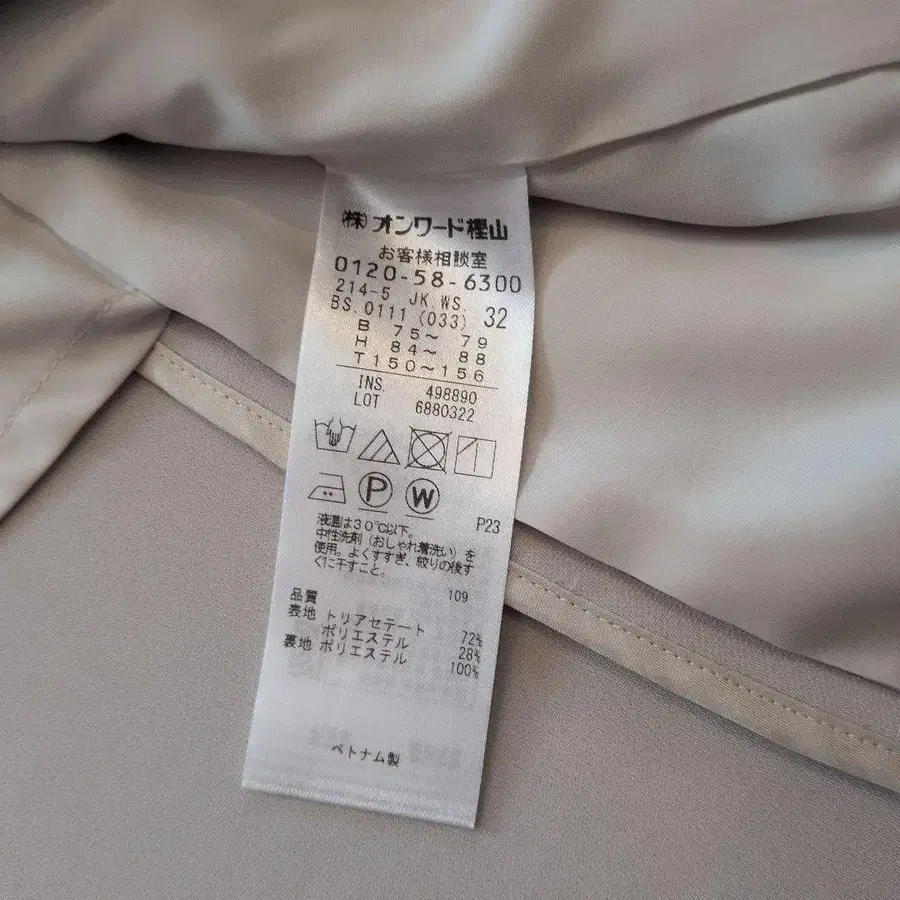 (株)オンワード樫山
お客様相談室
0120-58-6300
214-5 JK WS.
BS.0111 (033) 32
B 75～ 79
H 84～ 88
T150～156
INS. 498890
LOT 6880322
P W
P23
液温は30℃以下。
中性洗剤（おしゃれ着洗い）を
使用。よくすすぎ、絞りの後す
ぐに干すこと。
品質 109
表地 トリアセテート 72%
ポリエステル 28%
裏地 ポリエステル 100%
ベトナム製